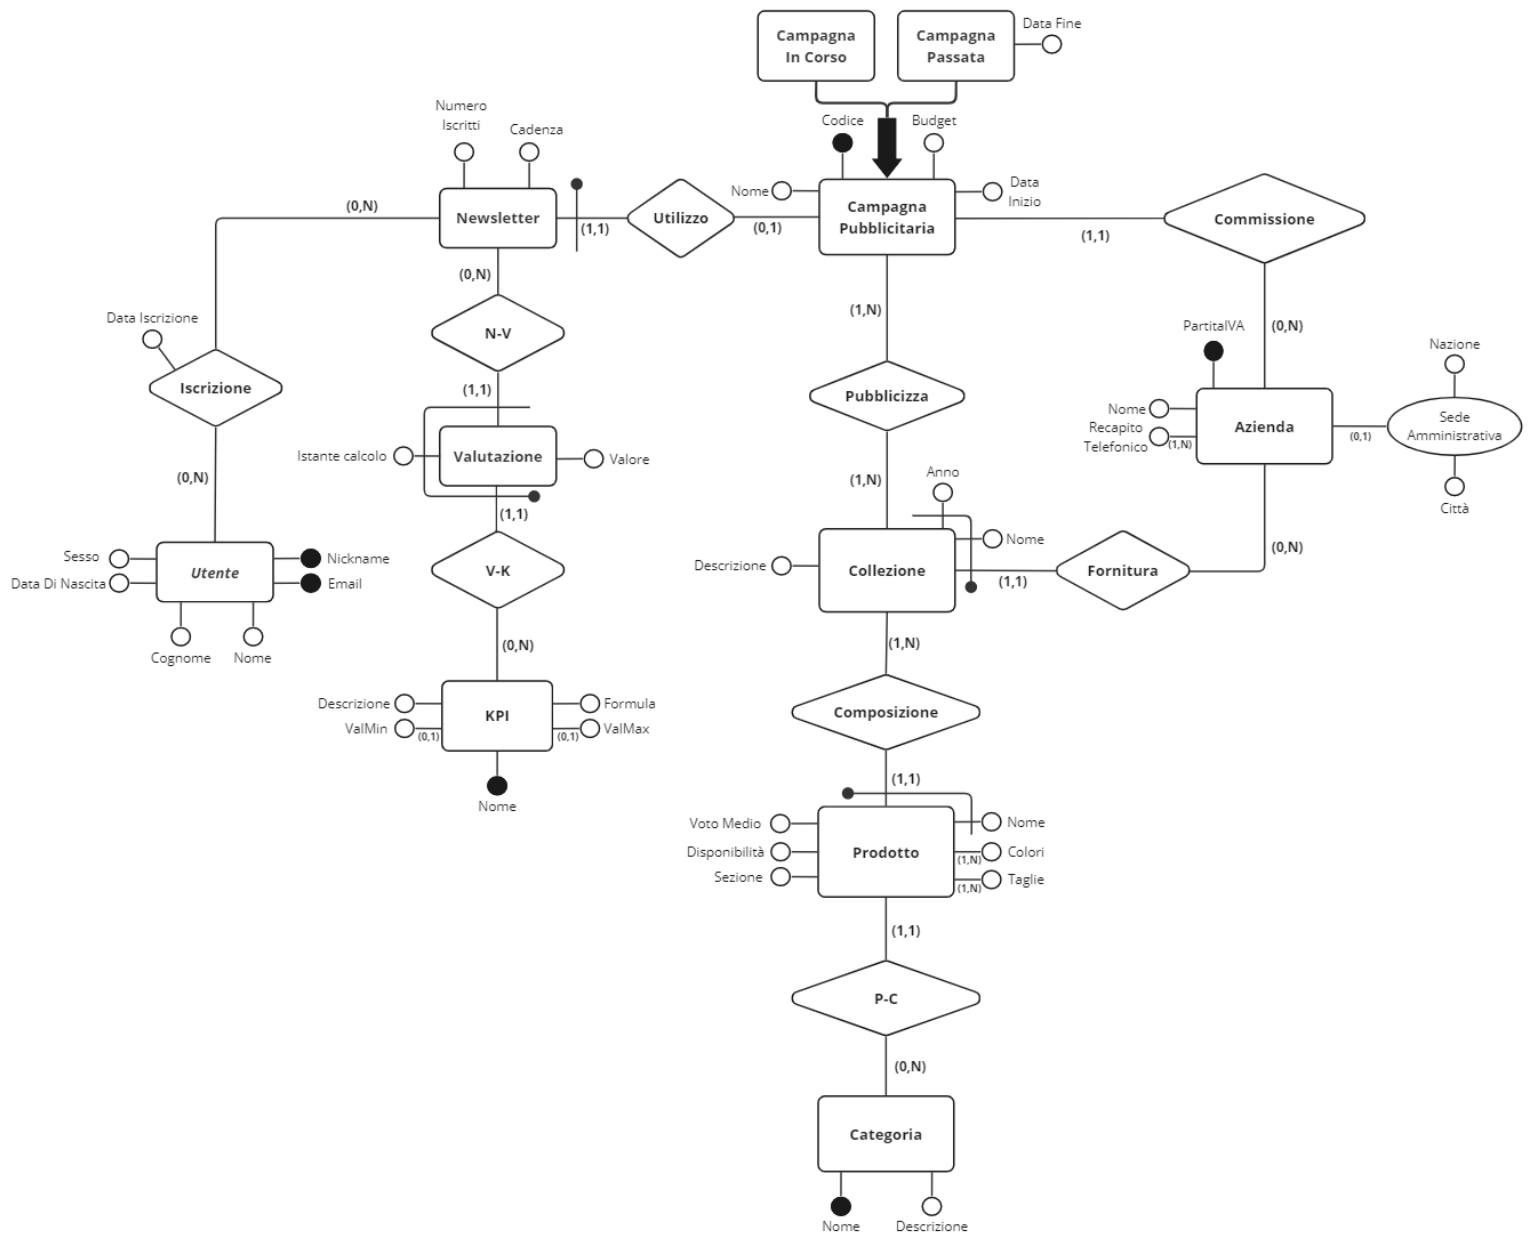 Campagna
In Corso
Campagna
Passata
Data Fine
Numero
Iscritti
Cadenza
Codice
Budget
Nome
Data
Inizio
(0,N)
Newsletter
(1,1)
Utilizzo
(0,1)
Campagna
Pubblicitaria
(1,1)
Commissione
(0,N)
N-V
(1,N)
Data Iscrizione
Iscrizione
(1,1)
Pubblicizza
PartitaIVA
(0,N)
Nazione
Nome
Recapito
Telefonico
(1,N)
Azienda
(0,1)
Sede
Amministrativa
Città
Istante calcolo
Valutazione
Valore
(0,N)
(1,N)
Anno
(1,1)
Nome
Descrizione
Collezione
(1,1)
Fornitura
(0,N)
Sesso
Data Di Nascita
Utente
Nickname
Email
Cognome
Nome
V-K
(0,N)
(1,N)
Descrizione
ValMin
(0,1)
KPI
(0,1)
Formula
ValMax
Nome
Composizione
(1,1)
Voto Medio
Disponibilità
Sezione
Prodotto
Nome
(1,N)
Colori
(1,N)
Taglie
(1,1)
P-C
(0,N)
Categoria
Nome
Descrizione